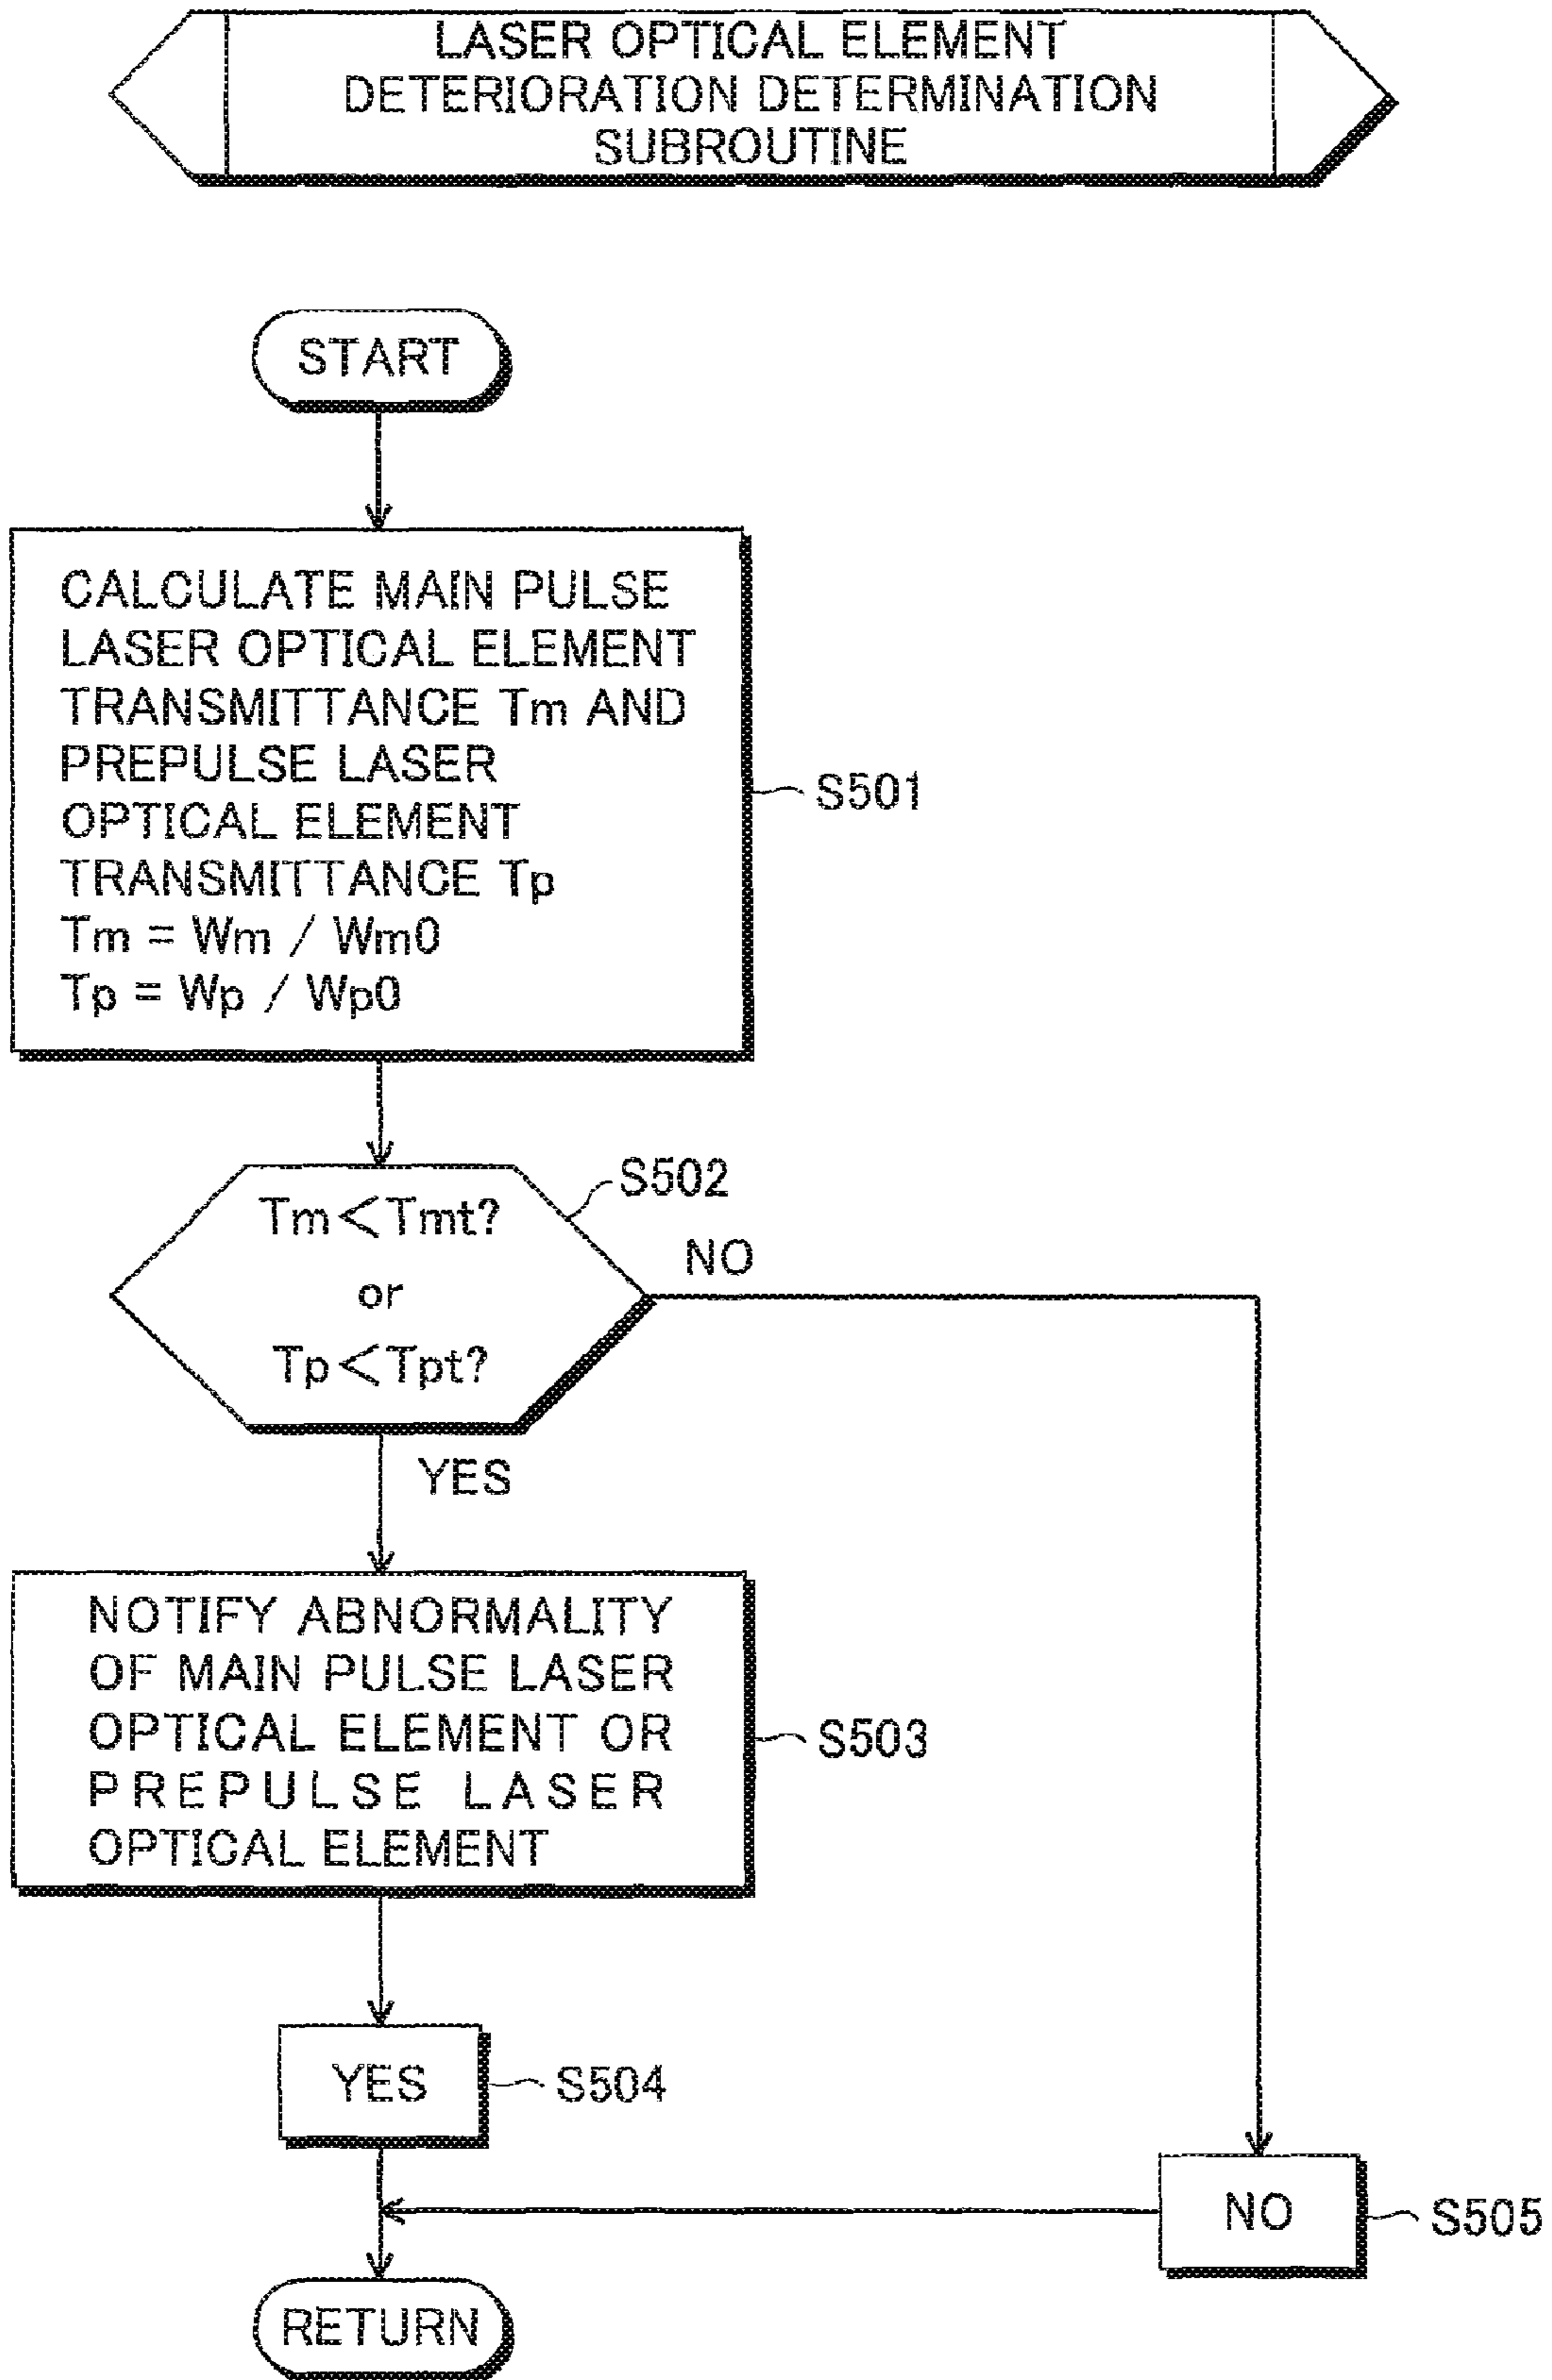 LASER OPTICAL ELEMENT
DETERIORATION DETERMINATION
SUBROUTINE
START
CALCULATE MAIN PULSE
LASER OPTICAL ELEMENT
TRANSMITTANCE Tm AND
PREPULSE LASER
OPTICAL ELEMENT
TRANSMITTANCE Tp
Tm = Wm / Wm0
Tp = Wp / Wp0
S501
Tm<Tmt?
or
Tp<Tpt?
S502
NO
YES
NOTIFY ABNORMALITY
OF MAIN PULSE LASER
OPTICAL ELEMENT OR
PREPULSE LASER
OPTICAL ELEMENT
S503
YES
S504
NO
S505
RETURN